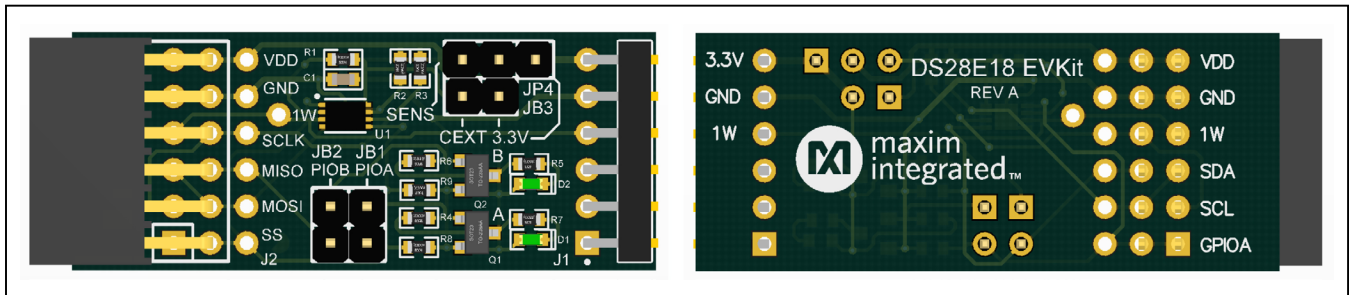 R1
VDD
C1
GND
R2
R3
SENS
JP4
JB3
1W
U1
SCLK
CEXT 3.3V
JB2
JB1
MISO
PIOB
PIOA
R6
B
R5
R9
D2
MOSI
R4
Q2
A
R7
SS
R8
D1
J2
Q1
J1
3.3V
DS28E18 EVKit
VDD
GND
REV A
GND
1W
maxim
integrated™
1W
SDA
SCL
GPIOA